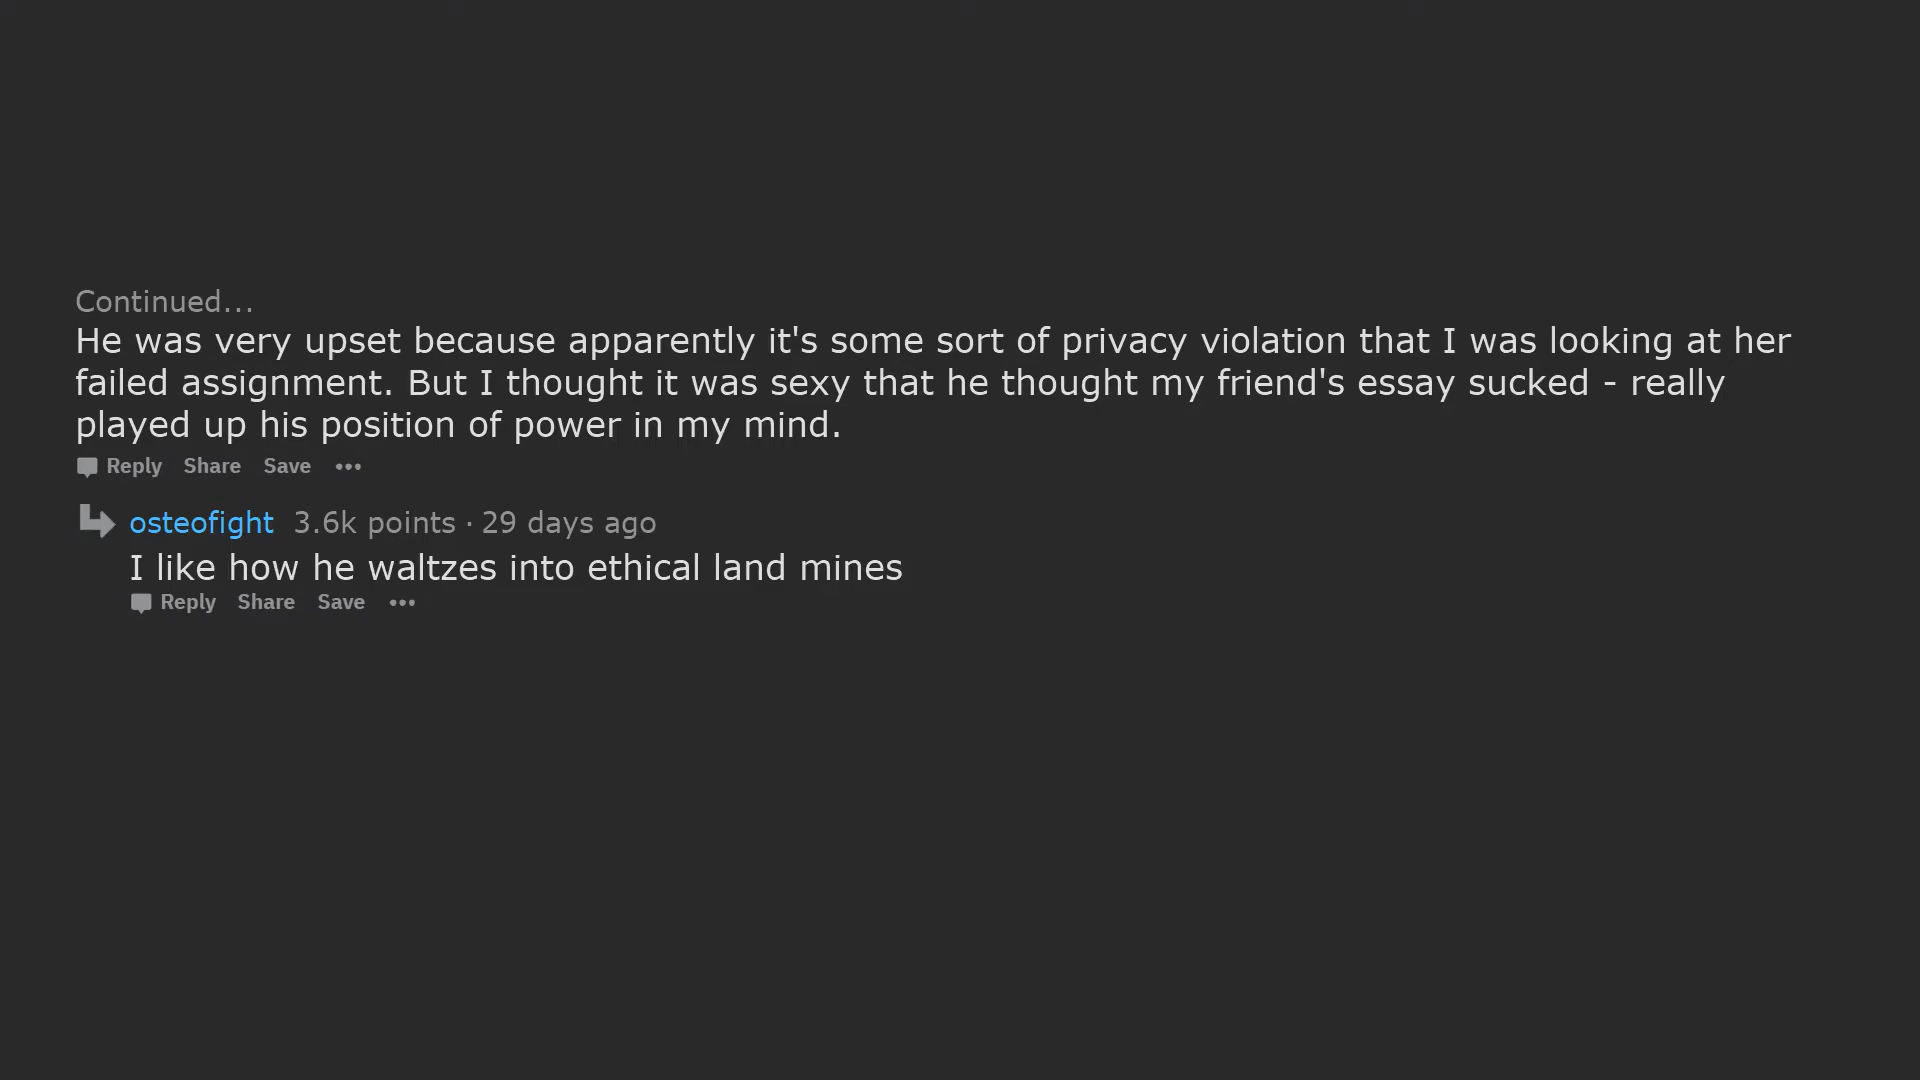 Continued...
He was very upset because apparently it's some sort of privacy violation that I was looking at her
failed assignment. But I thought it was sexy that he thought my friend's essay sucked - really
played up his position of power in my mind.
Reply Share Save •••
osteofight 3.6k points · 29 days ago
I like how he waltzes into ethical land mines
Reply Share Save •••